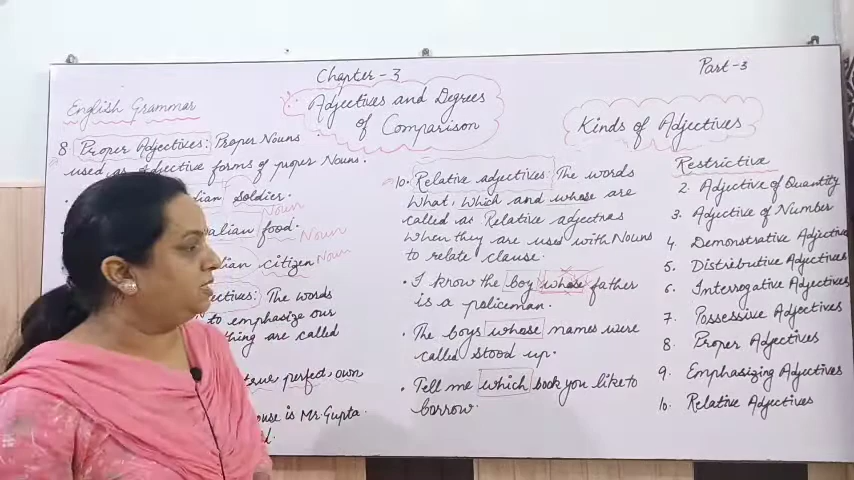 Chapter-3
Part-3
English Grammar
Adjectives and Degrees
of Comparison
Kinds of Adjectives
8 Proper Adjectives: Proper Nouns
used as Adjective forms of proper Nouns.
soldier.
Noun
food.
Noun
citizen Noun
The words
to emphasize our
are called
perfect, own
is Mr Gupta.
10. Relative adjectives: The words
What, which and whose are
called as Relative adjectives
When they are used with Nouns
to relate clause.
• I know the boy whose father
is a policeman.
• The boys whose names were
called stood up.
• Tell me which book you like to
borrow.
Restrictive
2. Adjective of Quantity
3. Adjective of Number
4. Demonstrative Adjective
5. Distributive Adjectives
6. Interrogative Adjectives
7. Possessive Adjectives
8. Proper Adjectives
9. Emphasizing Adjectives
10. Relative Adjectives